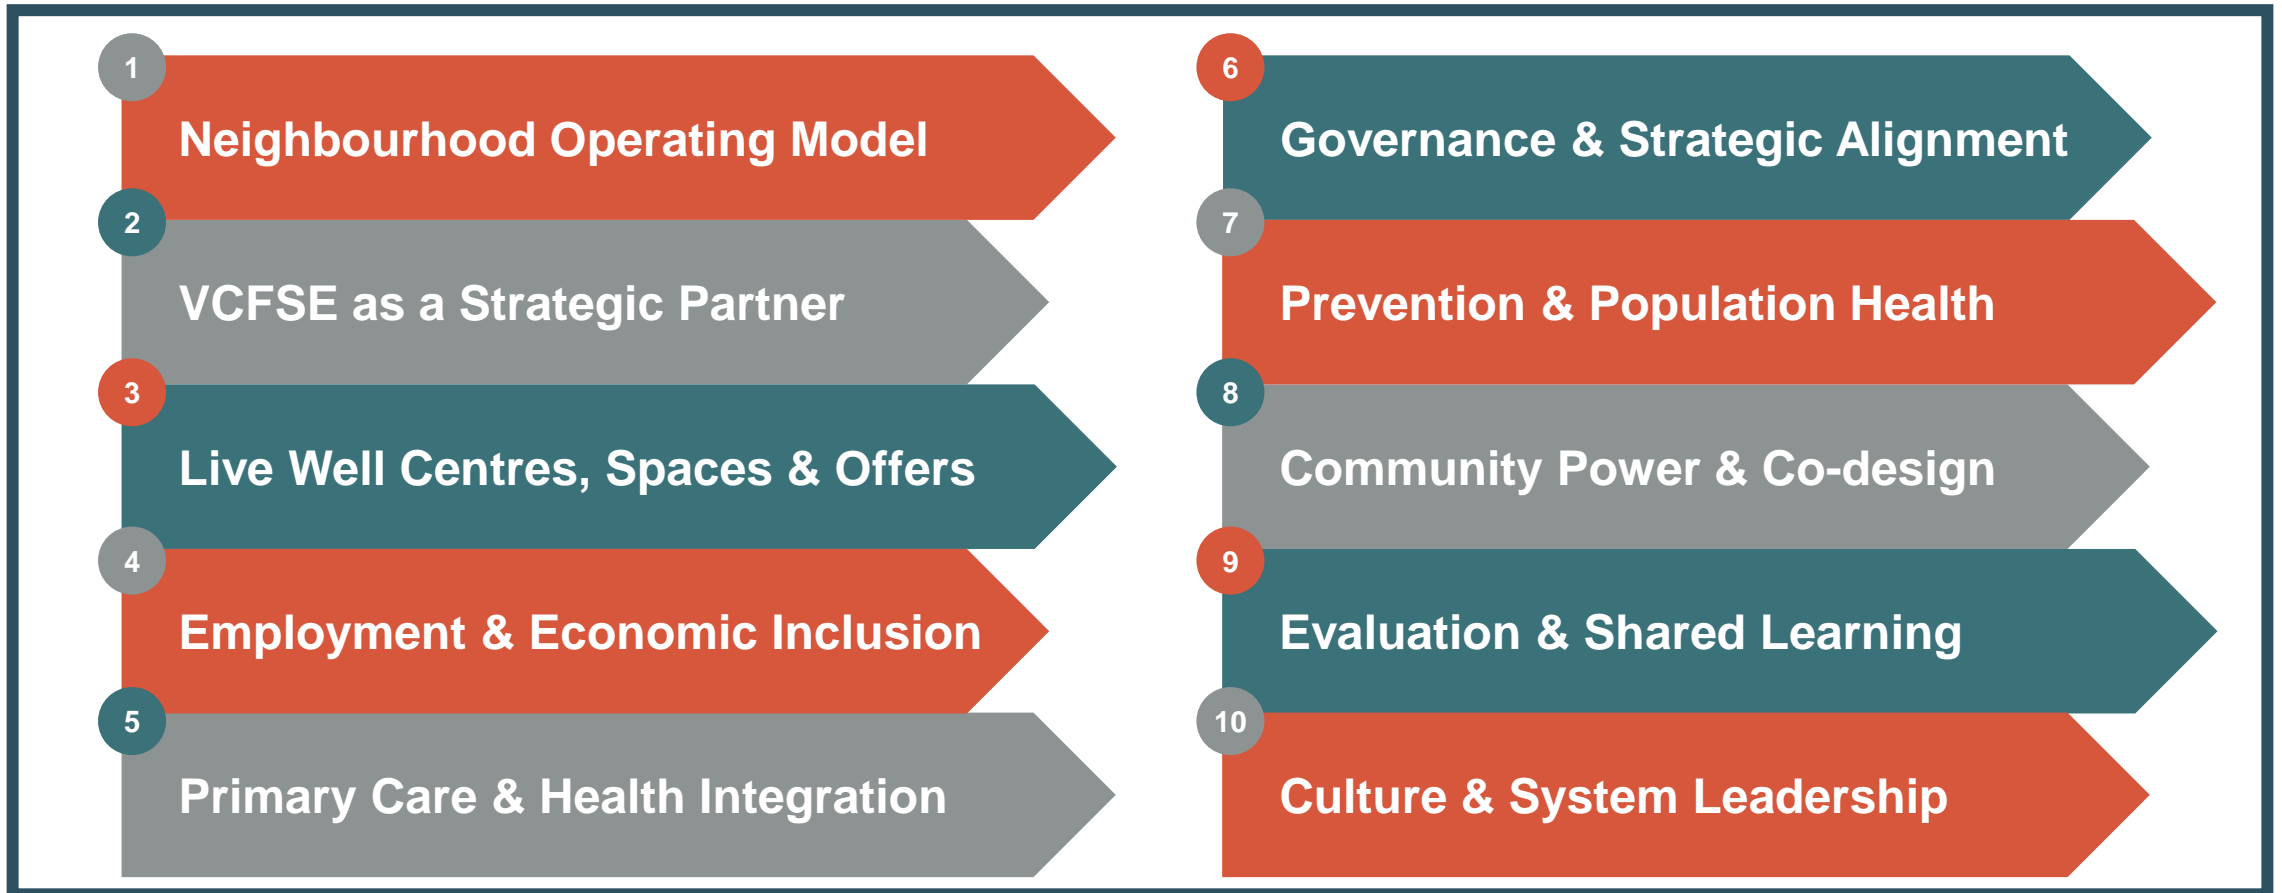 1
Neighbourhood Operating Model
2
VCFSE as a Strategic Partner
3
Live Well Centres, Spaces & Offers
4
Employment & Economic Inclusion
5
Primary Care & Health Integration
6
Governance & Strategic Alignment
7
Prevention & Population Health
8
Community Power & Co-design
9
Evaluation & Shared Learning
10
Culture & System Leadership